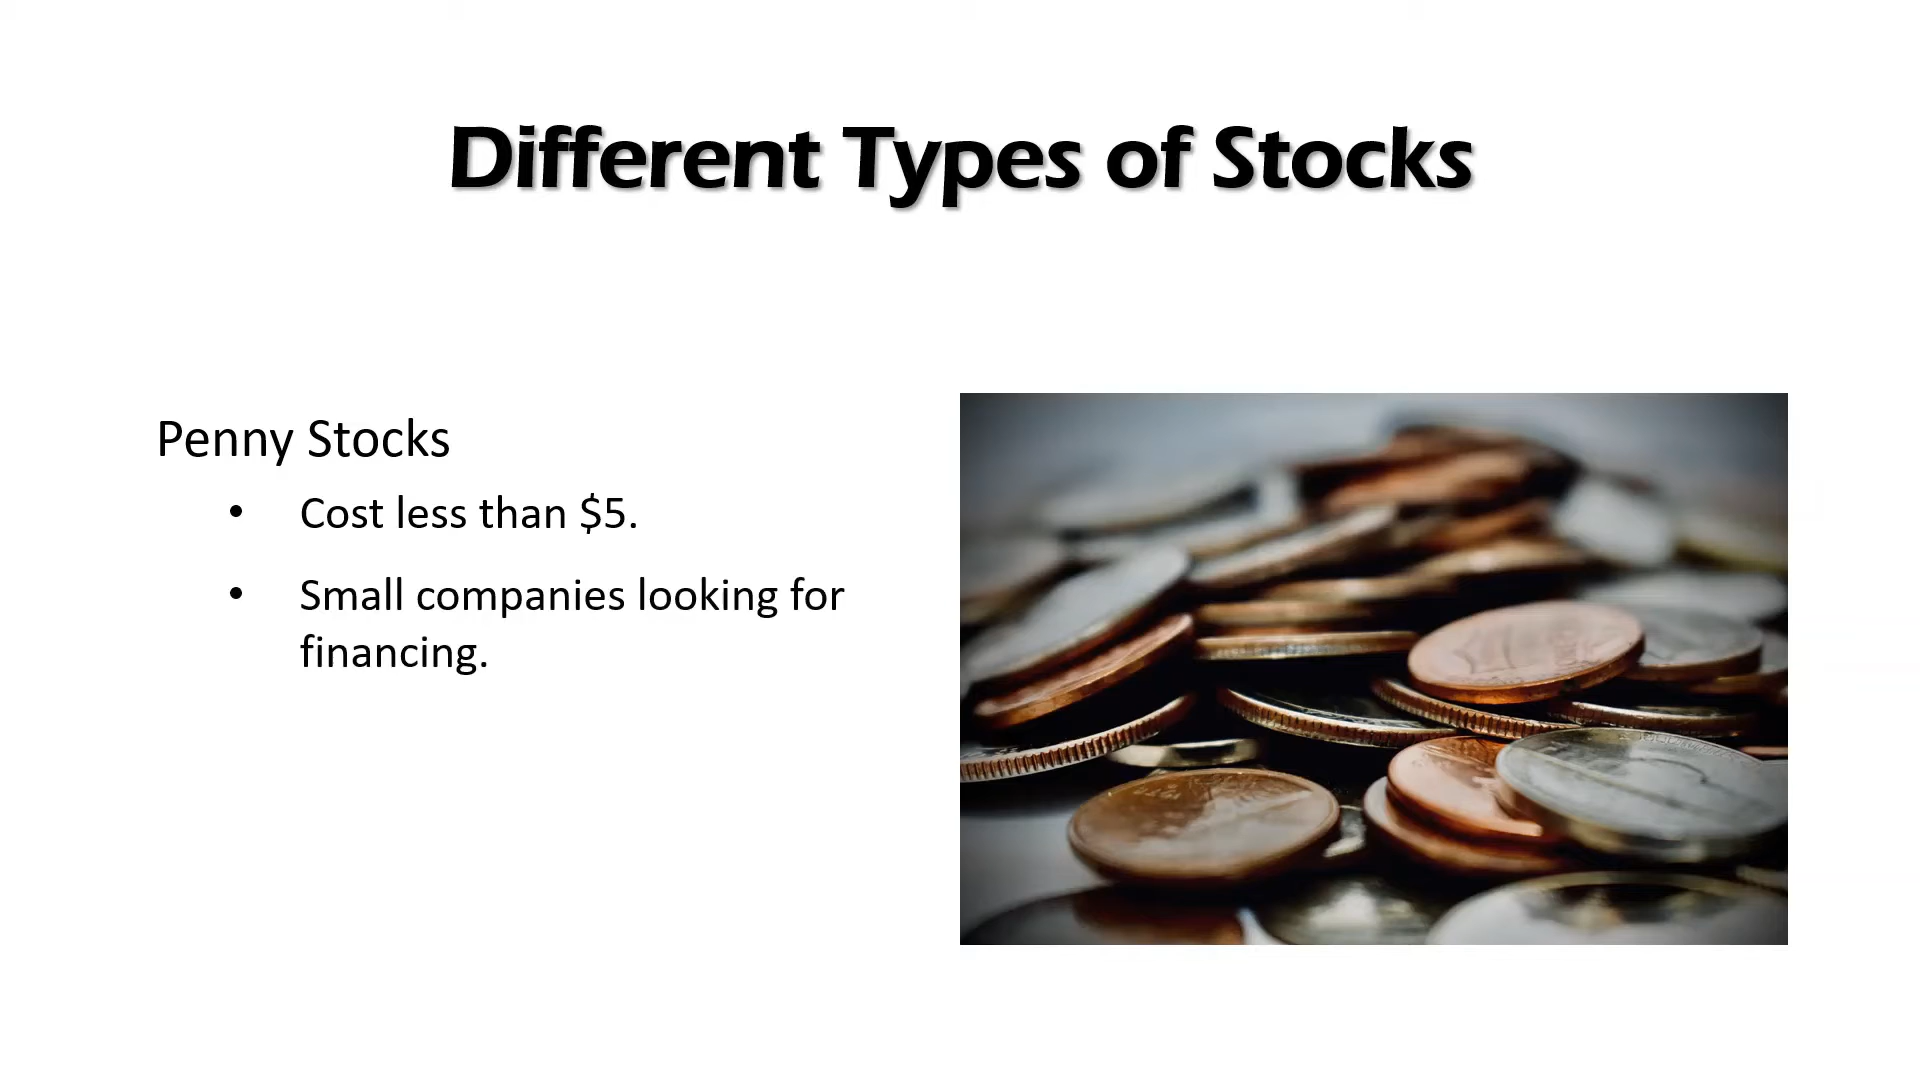 Different Types of Stocks
Penny Stocks
• Cost less than $5.
• Small companies looking for
financing.